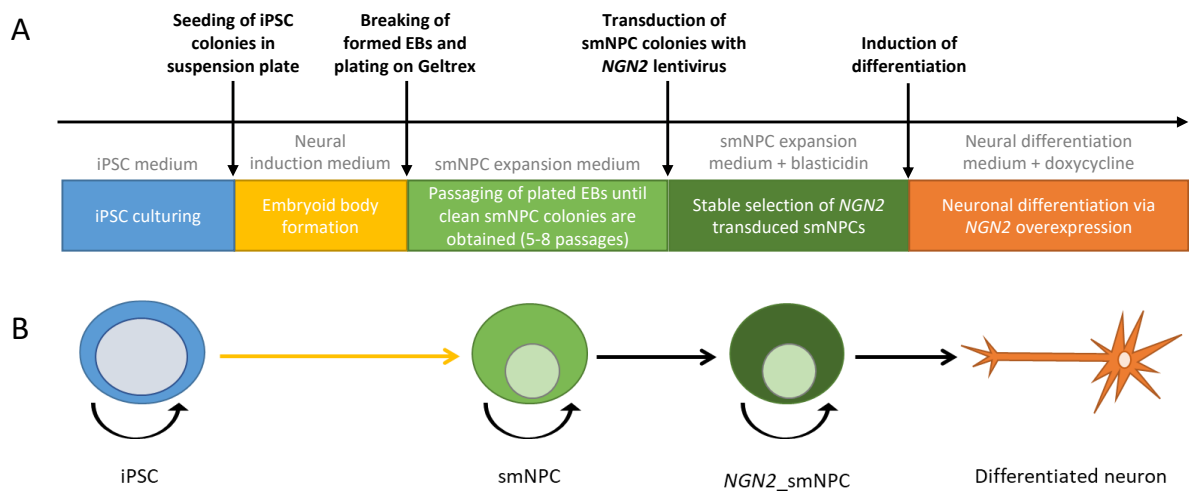 A
Seeding of iPSC
colonies in
suspension plate
Breaking of
formed EBs and
plating on Geltrex
Transduction of
smNPC colonies with
NGN2 lentivirus
Induction of
differentiation
iPSC medium
Neural
induction medium
smNPC expansion medium
smNPC expansion
medium + blasticidin
Neural differentiation
medium + doxycycline
iPSC culturing
Embryoid body
formation
Passaging of plated EBs until
clean smNPC colonies are
obtained (5-8 passages)
Stable selection of NGN2
transduced smNPCs
Neuronal differentiation via
NGN2 overexpression
B
iPSC
smNPC
NGN2_smNPC
Differentiated neuron